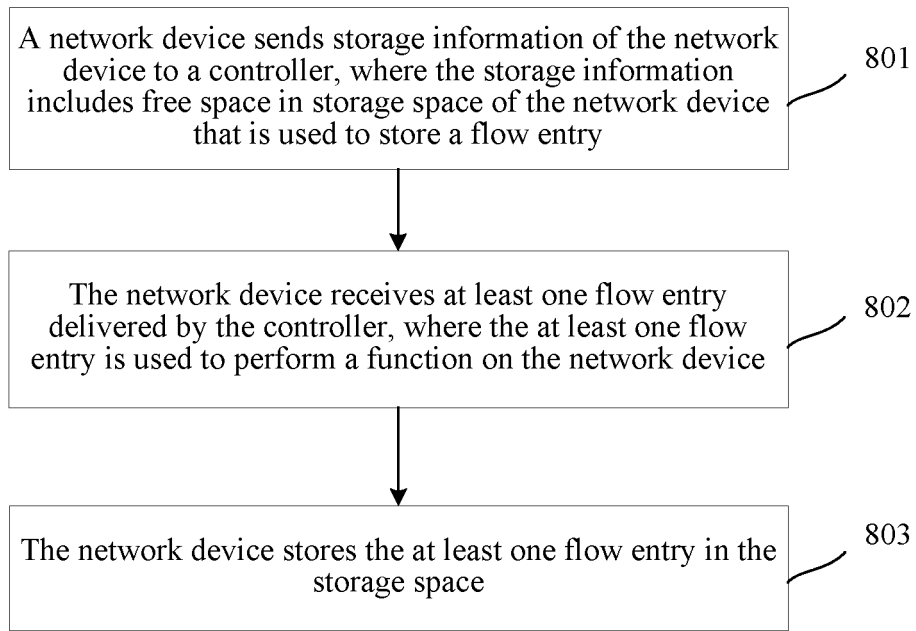 A network device sends storage information of the network
device to a controller, where the storage information
includes free space in storage space of the network device
that is used to store a flow entry
801
The network device receives at least one flow entry
delivered by the controller, where the at least one flow
entry is used to perform a function on the network device
802
The network device stores the at least one flow entry in the
storage space
803